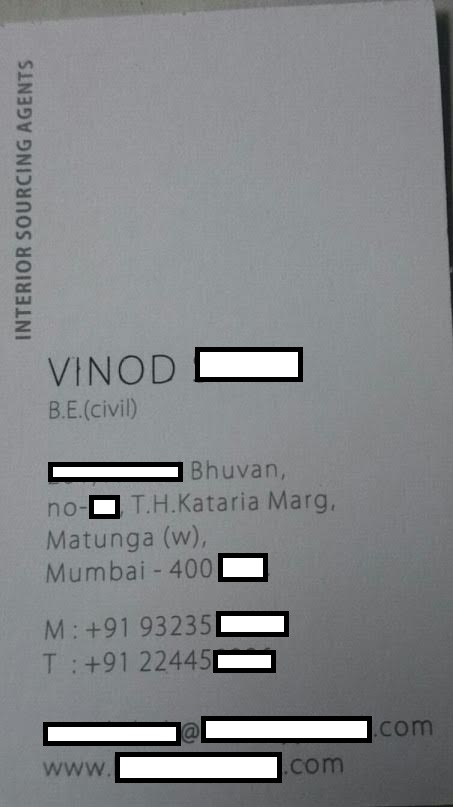 INTERIOR SOURCING AGENTS
VINOD
B.E.(civil)
Bhuvan,
no- , T.H.Kataria Marg,
Matunga (w),
Mumbai - 400
M : +91 93235
T : +91 22445
@ .com
www. .com